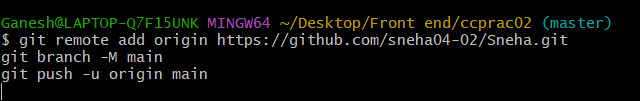 Ganesh@LAPTOP-Q7F15UNK MINGW64 ~/Desktop/Front end/ccprac02 (master)
$ git remote add origin https://github.com/sneha04-02/Sneha.git
git branch -M main
git push -u origin main